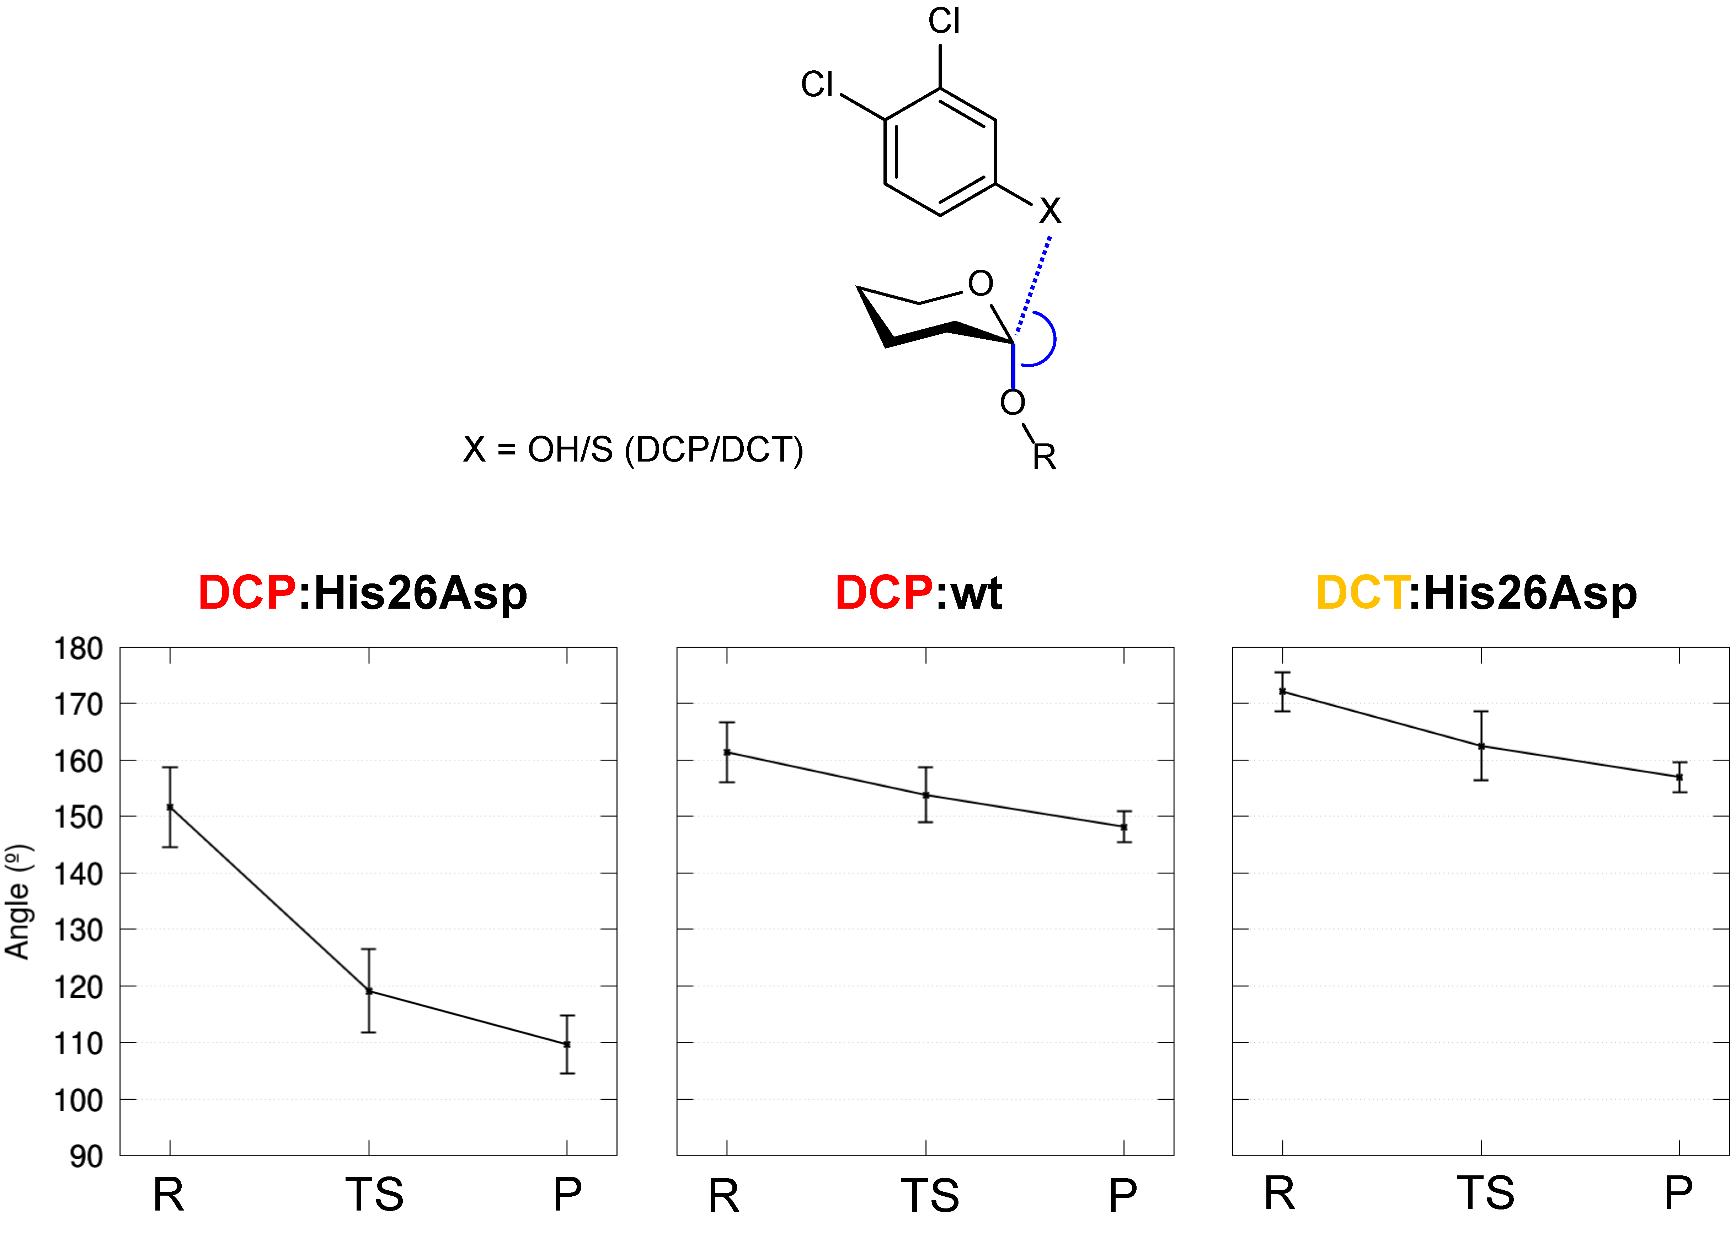 Cl
Cl
X
O
O
R
X = OH/S (DCP/DCT)
DCP:His26Asp
DCP:wt
DCT:His26Asp
Angle (º)
180
170
160
150
140
130
120
110
100
90
R TS P
R TS P
R TS P